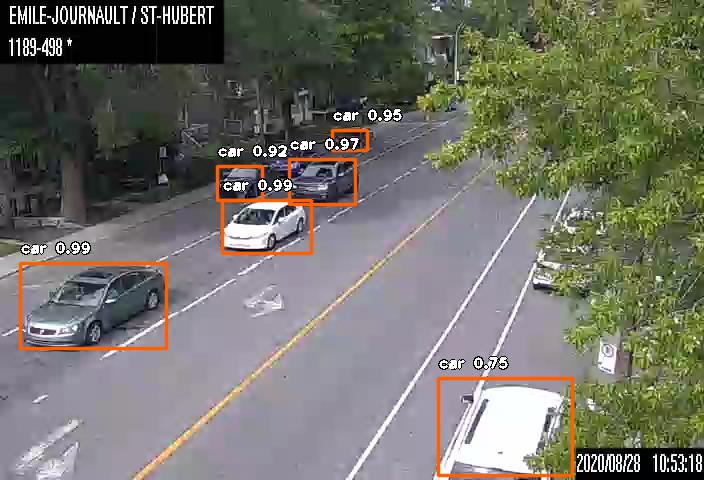 EMILE-JOURNAULT / ST-HUBERT
1189-498 *
car 0.95
car 0.92
car 0.97
car 0.99
car 0.99
car 0.75
2020/08/28 10:53:18